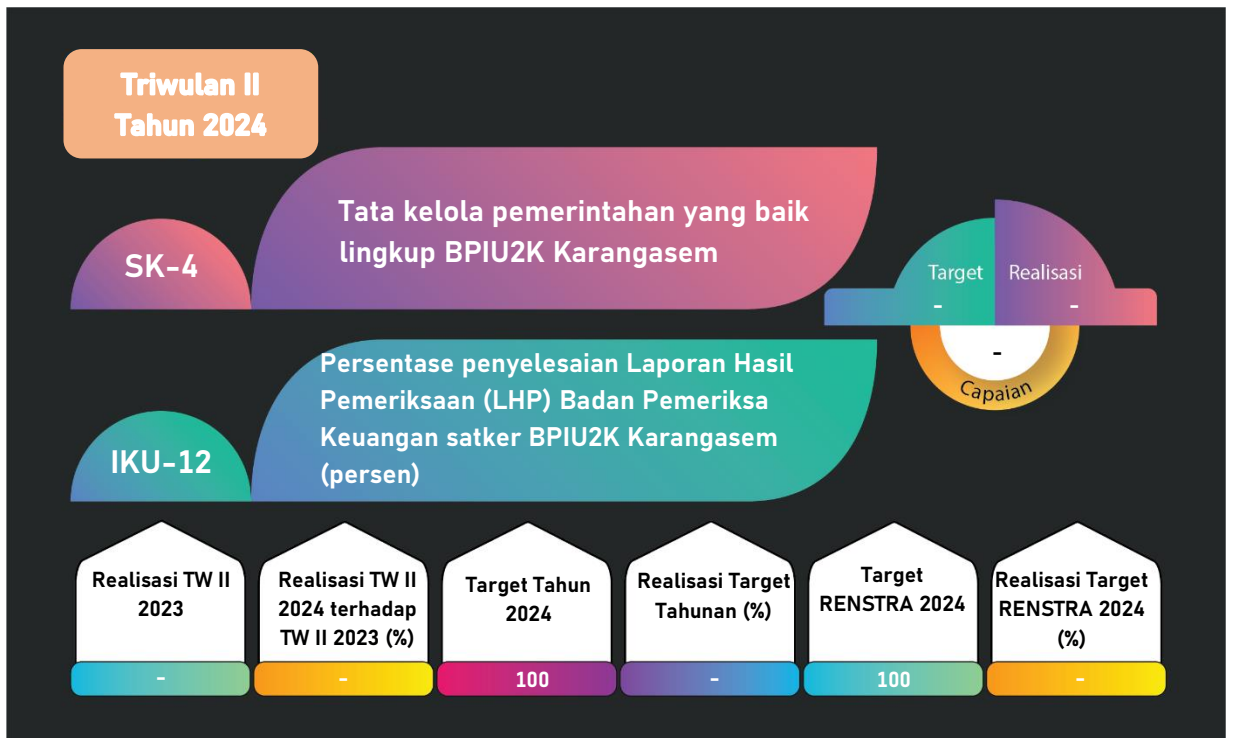 Triwulan II
Tahun 2024
SK-4
Tata kelola pemerintahan yang baik
lingkup BPIU2K Karangasem
Target
Realisasi
-
-
-
Capaian
IKU-12
Persentase penyelesaian Laporan Hasil
Pemeriksaan (LHP) Badan Pemeriksa
Keuangan satker BPIU2K Karangasem
(persen)
Realisasi TW II
2023
-
Realisasi TW II
2024 terhadap
TW II 2023 (%)
-
Target Tahun
2024
100
Realisasi Target
Tahunan (%)
-
Target
RENSTRA 2024
100
Realisasi Target
RENSTRA 2024
(%)
-